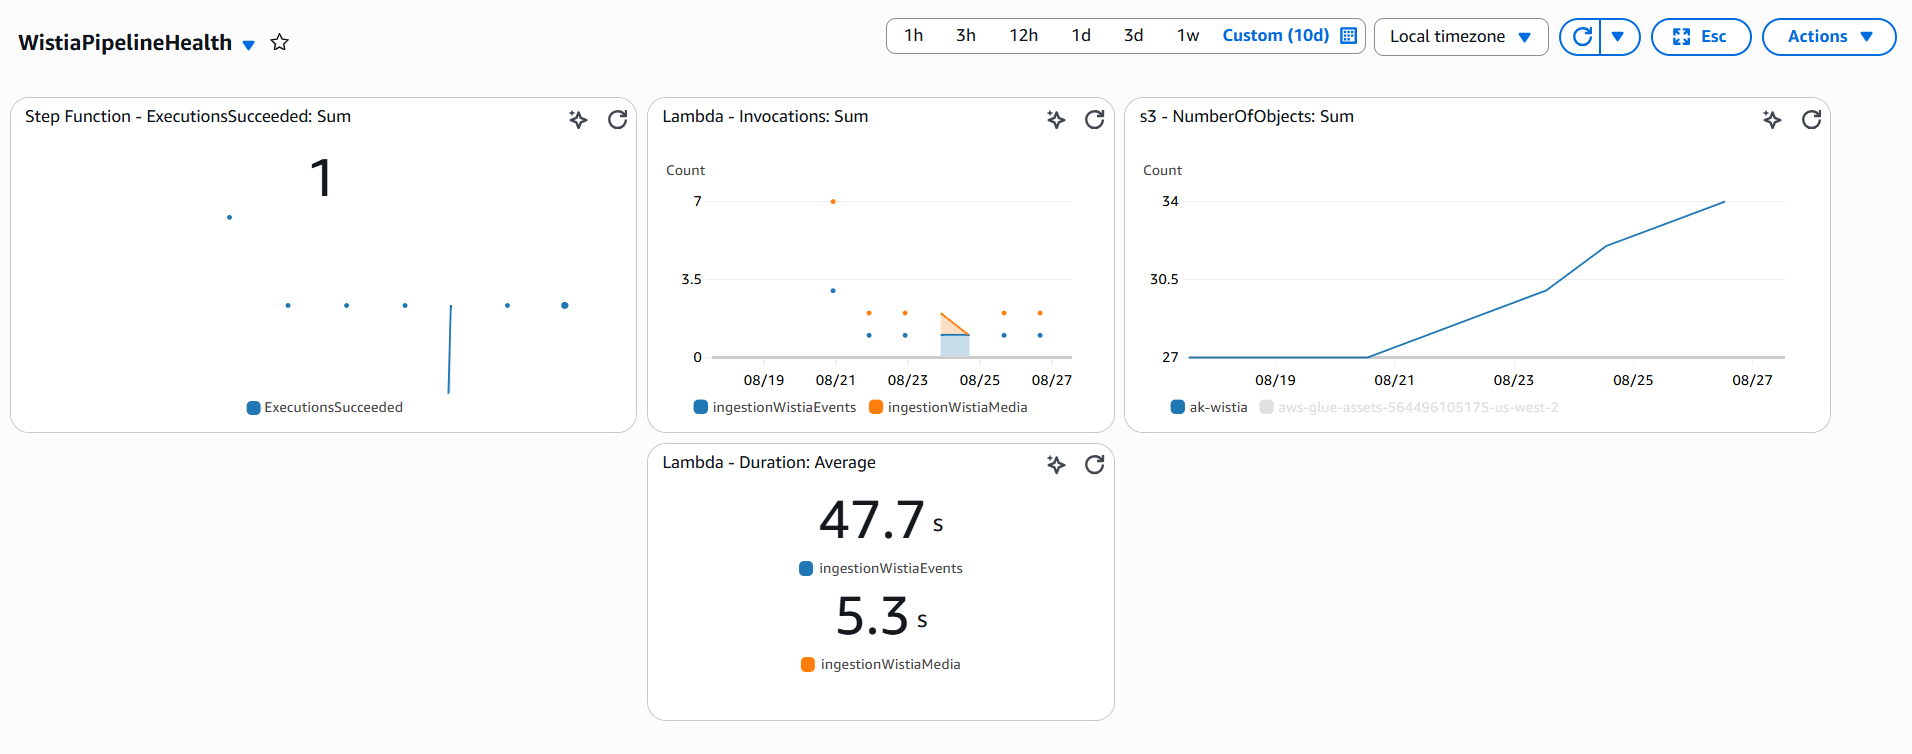 WistiaPipelineHealth
1h 3h 12h 1d 3d 1w Custom (10d)
Local timezone
Esc
Actions
Step Function - ExecutionsSucceeded: Sum
1
ExecutionsSucceeded
Lambda - Invocations: Sum
Count
7
3.5
0
08/19 08/21 08/23 08/25 08/27
ingestionWistiaEvents ingestionWistiaMedia
s3 - NumberOfObjects: Sum
Count
34
30.5
27
08/19 08/21 08/23 08/25 08/27
ak-wistia aws-glue-assets-564496105175-us-west-2
Lambda - Duration: Average
47.7 s
ingestionWistiaEvents
5.3 s
ingestionWistiaMedia